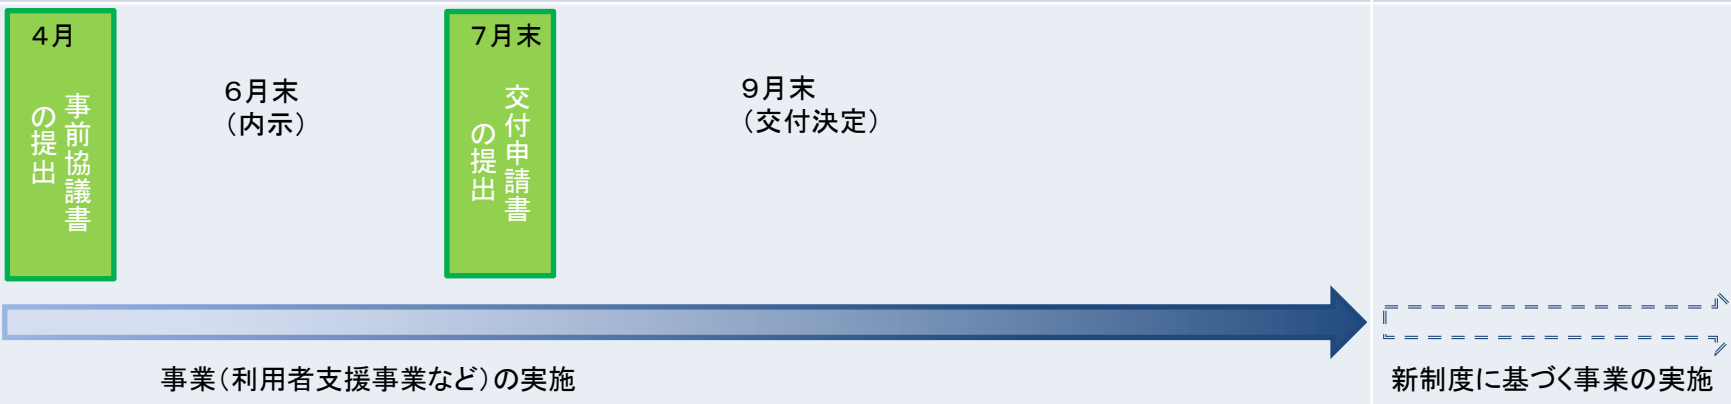 ４月
事前協議書
の提出
６月末
（内示）
７月末
交付申請書
の提出
９月末
（交付決定）
事業（利用者支援事業など）の実施
新制度に基づく事業の実施